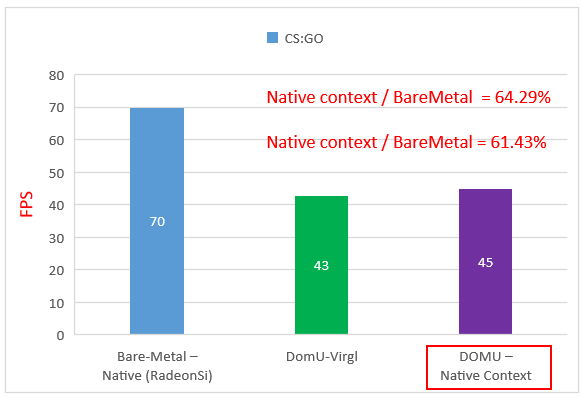 CS:GO
80
70
60
50
40
30
20
10
0
FPS
Native context / BareMetal  = 64.29%
Native context / BareMetal = 61.43%
70
43
45
Bare-Metal –
Native (RadeonSi)
DomU-Virgl
DOMU –
Native Context